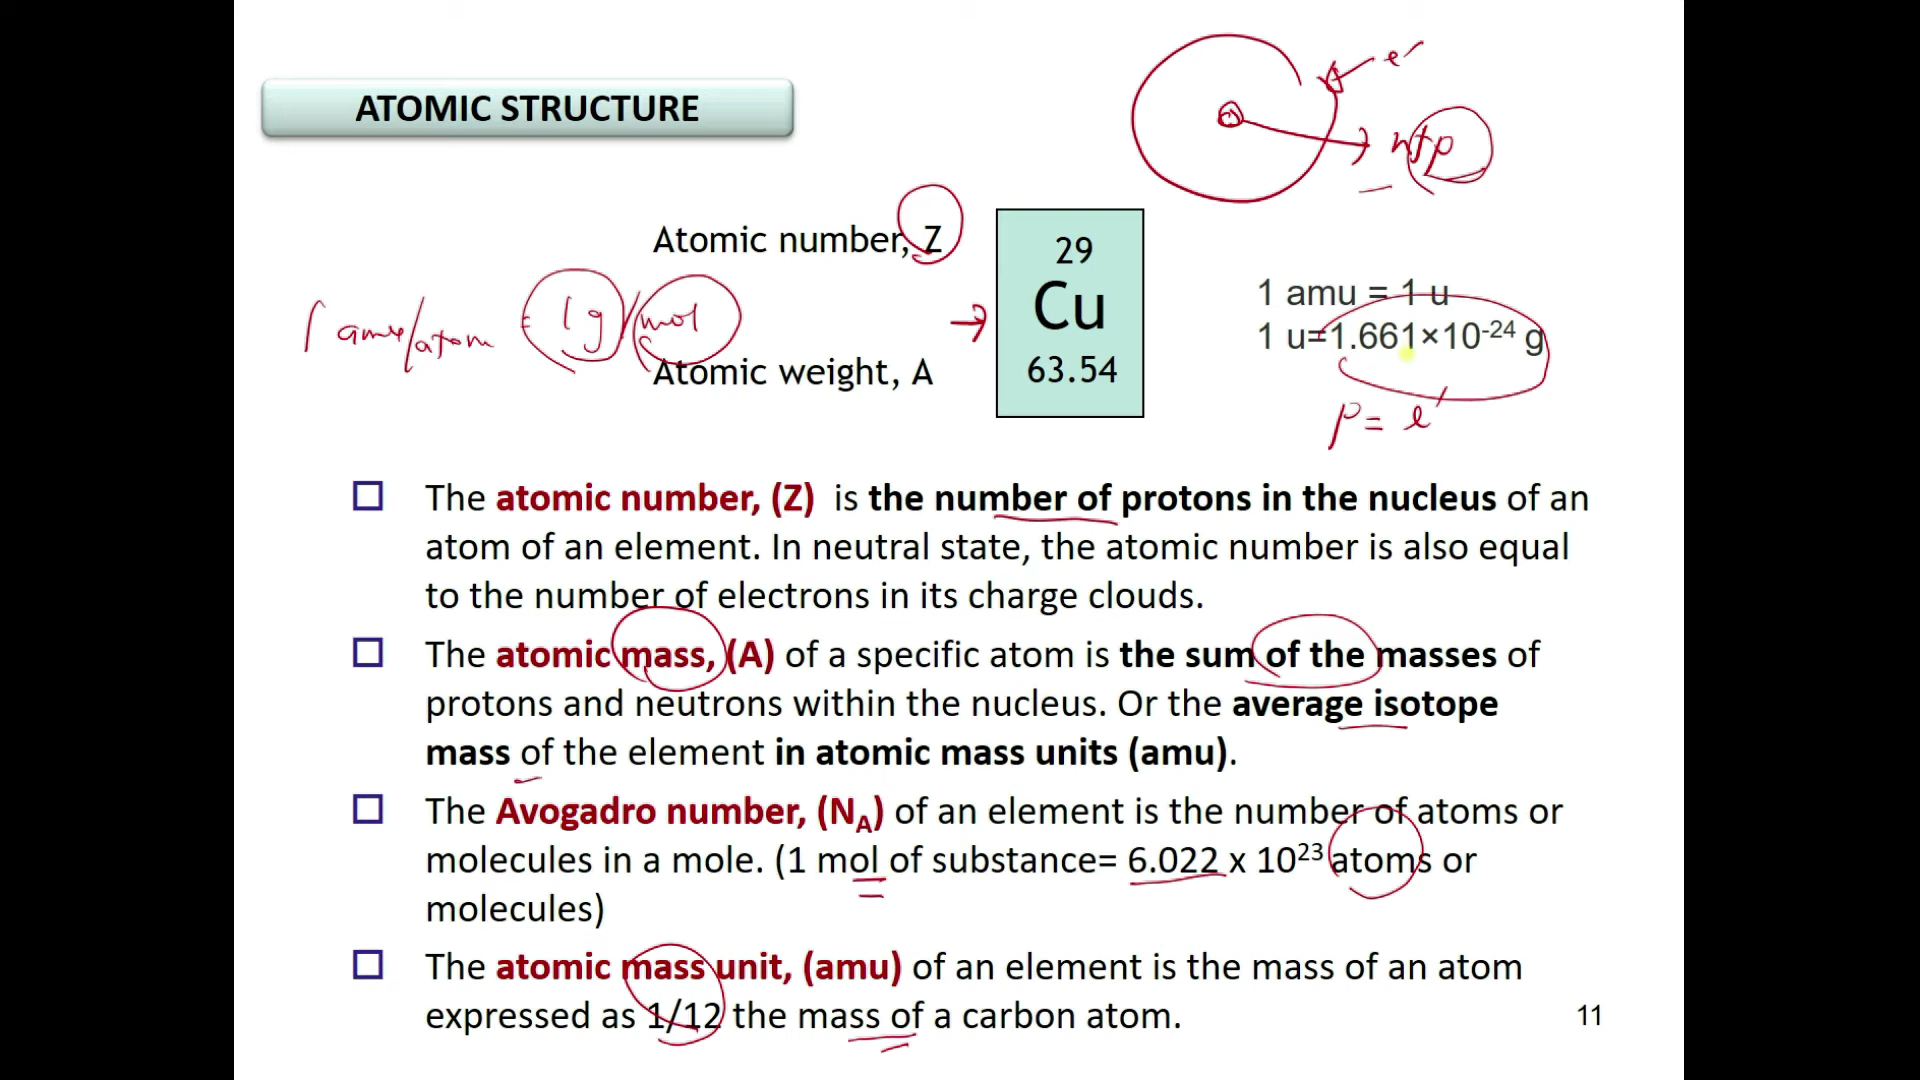 ATOMIC STRUCTURE
e-
n+p
Atomic number, Z
29
Cu
63.54
1 amu/atom = 1g/mol
Atomic weight, A
1 amu = 1 u
1 u=1.661×10⁻²⁴ g
p = e-
The atomic number, (Z) is the number of protons in the nucleus of an
atom of an element. In neutral state, the atomic number is also equal
to the number of electrons in its charge clouds.
The atomic mass, (A) of a specific atom is the sum of the masses of
protons and neutrons within the nucleus. Or the average isotope
mass of the element in atomic mass units (amu).
The Avogadro number, (N_A) of an element is the number of atoms or
molecules in a mole. (1 mol of substance= 6.022 x 10²³ atoms or
molecules)
The atomic mass unit, (amu) of an element is the mass of an atom
expressed as 1/12 the mass of a carbon atom.
11